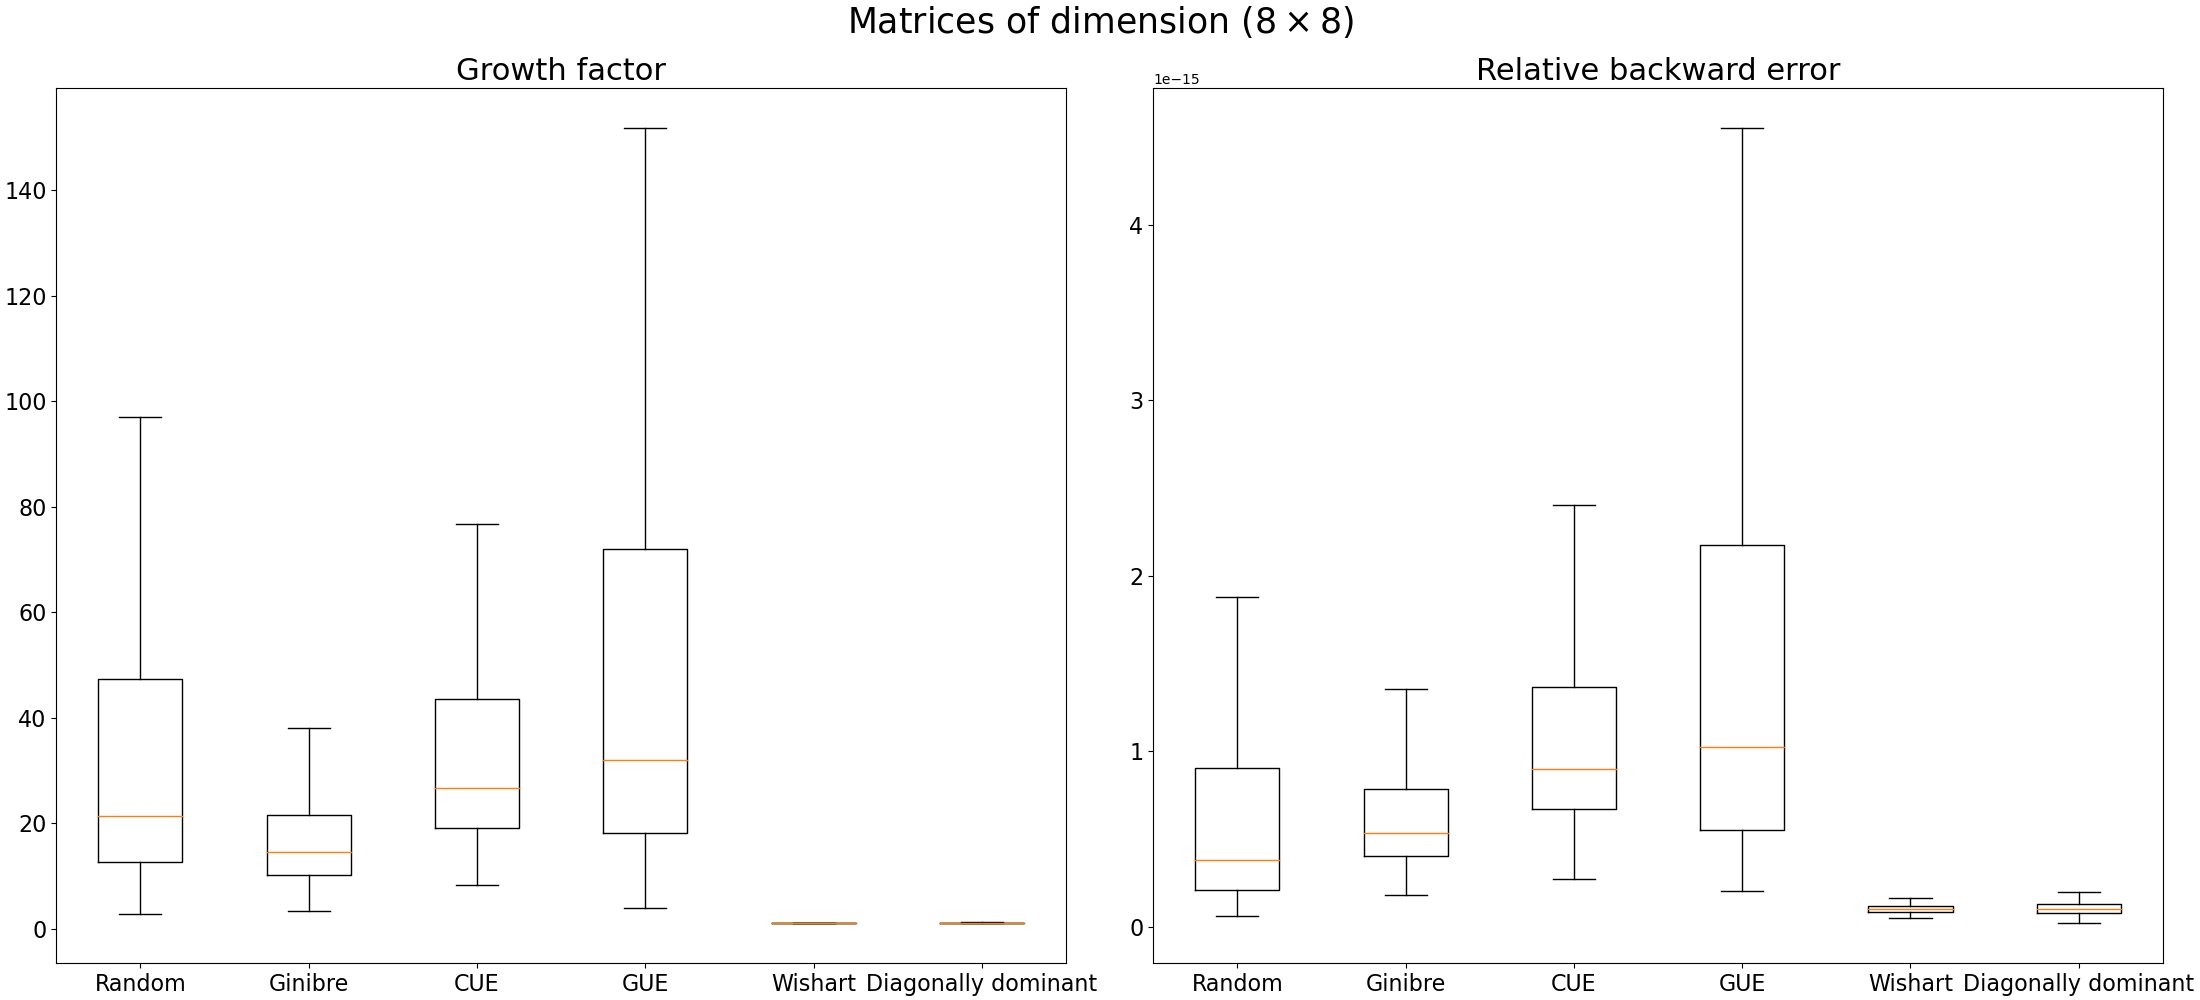 Matrices of dimension (8 × 8)
Growth factor
140
120
100
80
60
40
20
0
Random Ginibre CUE GUE Wishart Diagonally dominant
Relative backward error
1e−15
4
3
2
1
0
Random Ginibre CUE GUE Wishart Diagonally dominant